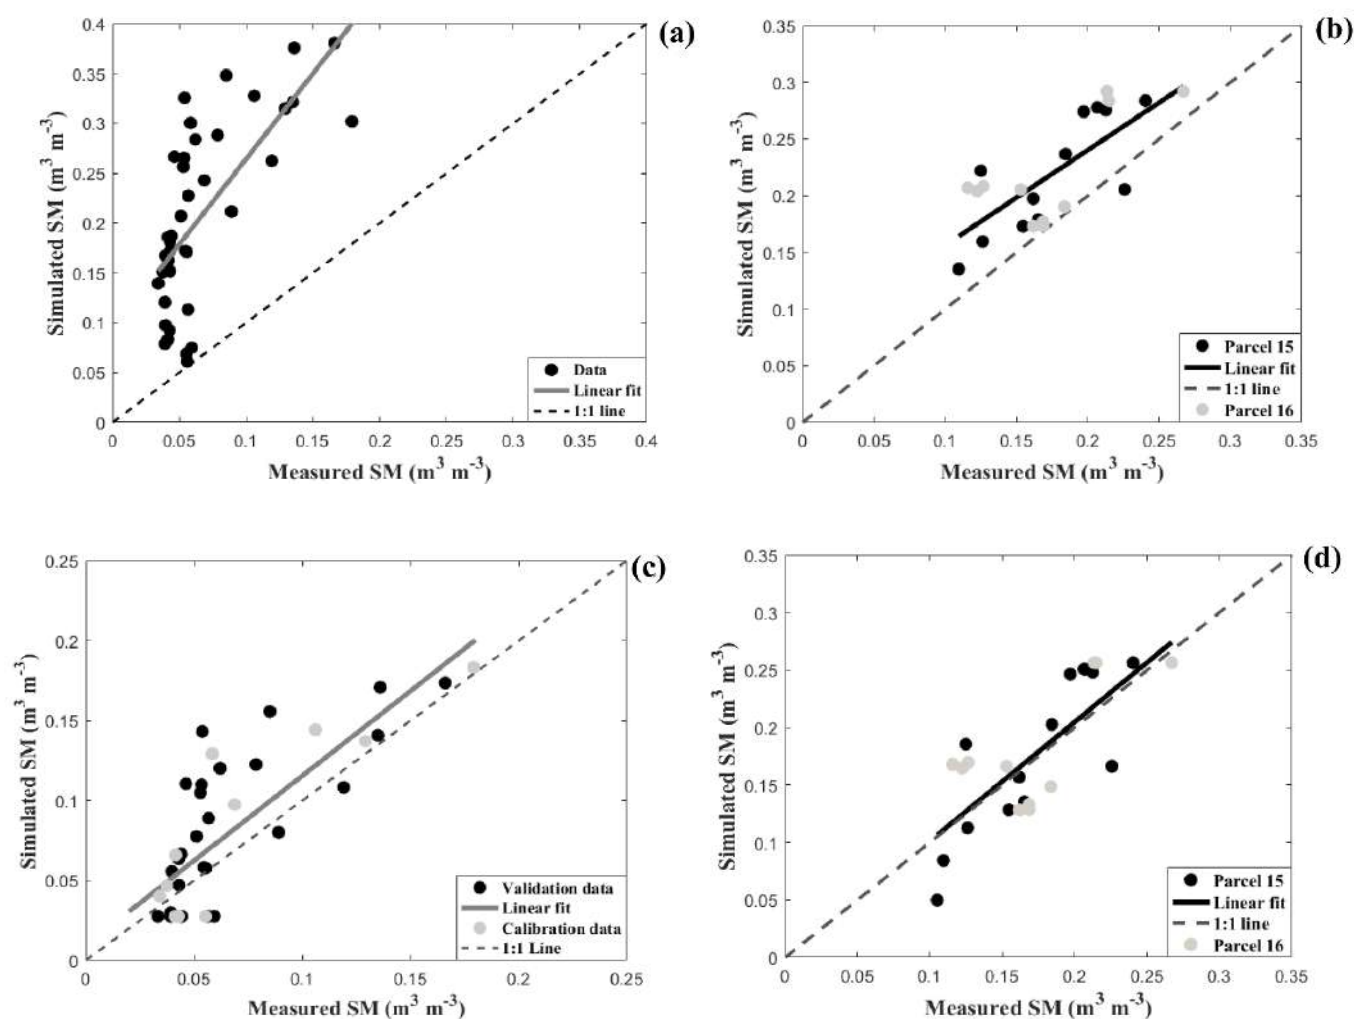 (a)
0.4
0.35
0.3
0.25
0.2
0.15
0.1
0.05
0
Simulated SM (m³ m⁻³)
Data
Linear fit
1:1 line
0 0.05 0.1 0.15 0.2 0.25 0.3 0.35 0.4
Measured SM (m³ m⁻³)
(b)
0.35
0.3
0.25
0.2
0.15
0.1
0.05
0
Simulated SM (m³ m⁻³)
Parcel 15
Linear fit
1:1 line
Parcel 16
0 0.05 0.1 0.15 0.2 0.25 0.3 0.35
Measured SM (m³ m⁻³)
(c)
0.25
0.2
0.15
0.1
0.05
0
Simulated SM (m³ m⁻³)
Validation data
Linear fit
Calibration data
1:1 Line
0 0.05 0.1 0.15 0.2 0.25
Measured SM (m³ m⁻³)
(d)
0.35
0.3
0.25
0.2
0.15
0.1
0.05
0
Simulated SM (m³ m⁻³)
Parcel 15
Linear fit
1:1 line
Parcel 16
0 0.05 0.1 0.15 0.2 0.25 0.3 0.35
Measured SM (m³ m⁻³)